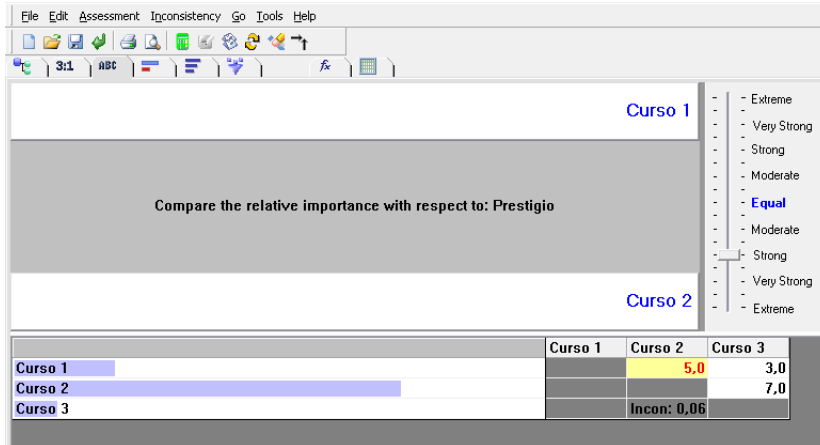 File Edit Assessment Inconsistency Go Tools Help
3:1 ABC fx
Curso 1
Compare the relative importance with respect to: Prestigio
Curso 2
Extreme
Very Strong
Strong
Moderate
Equal
Moderate
Strong
Very Strong
Extreme
Curso 1 Curso 2 Curso 3
Curso 1 5,0 3,0
Curso 2 7,0
Curso 3 Incon: 0,06